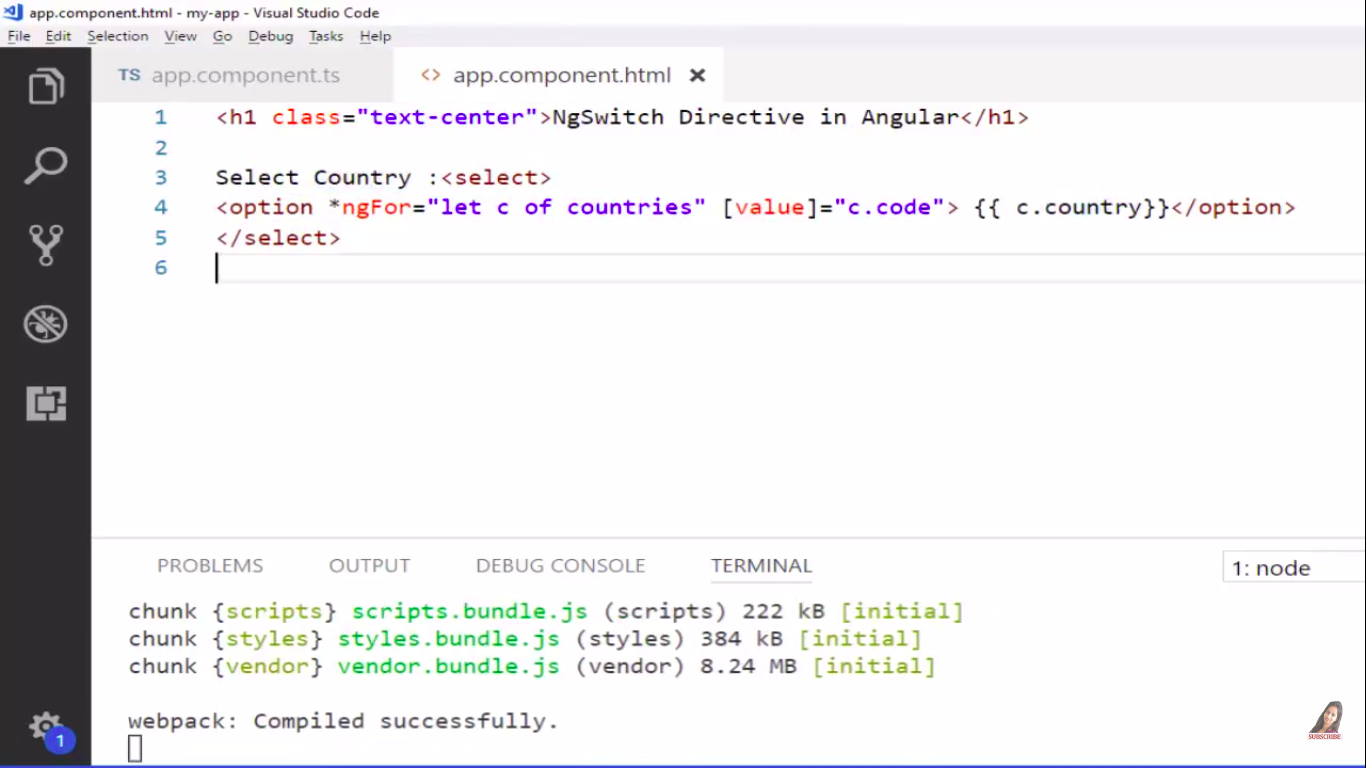 app.component.html - my-app - Visual Studio Code
File Edit Selection View Go Debug Tasks Help
TS app.component.ts <> app.component.html ×
1 <h1 class="text-center">NgSwitch Directive in Angular</h1>
2
3 Select Country :<select>
4 <option *ngFor="let c of countries" [value]="c.code"> {{ c.country}}</option>
5 </select>
6
PROBLEMS OUTPUT DEBUG CONSOLE TERMINAL 1: node
chunk {scripts} scripts.bundle.js (scripts) 222 kB [initial]
chunk {styles} styles.bundle.js (styles) 384 kB [initial]
chunk {vendor} vendor.bundle.js (vendor) 8.24 MB [initial]
webpack: Compiled successfully.
1
SUBSCRIBE